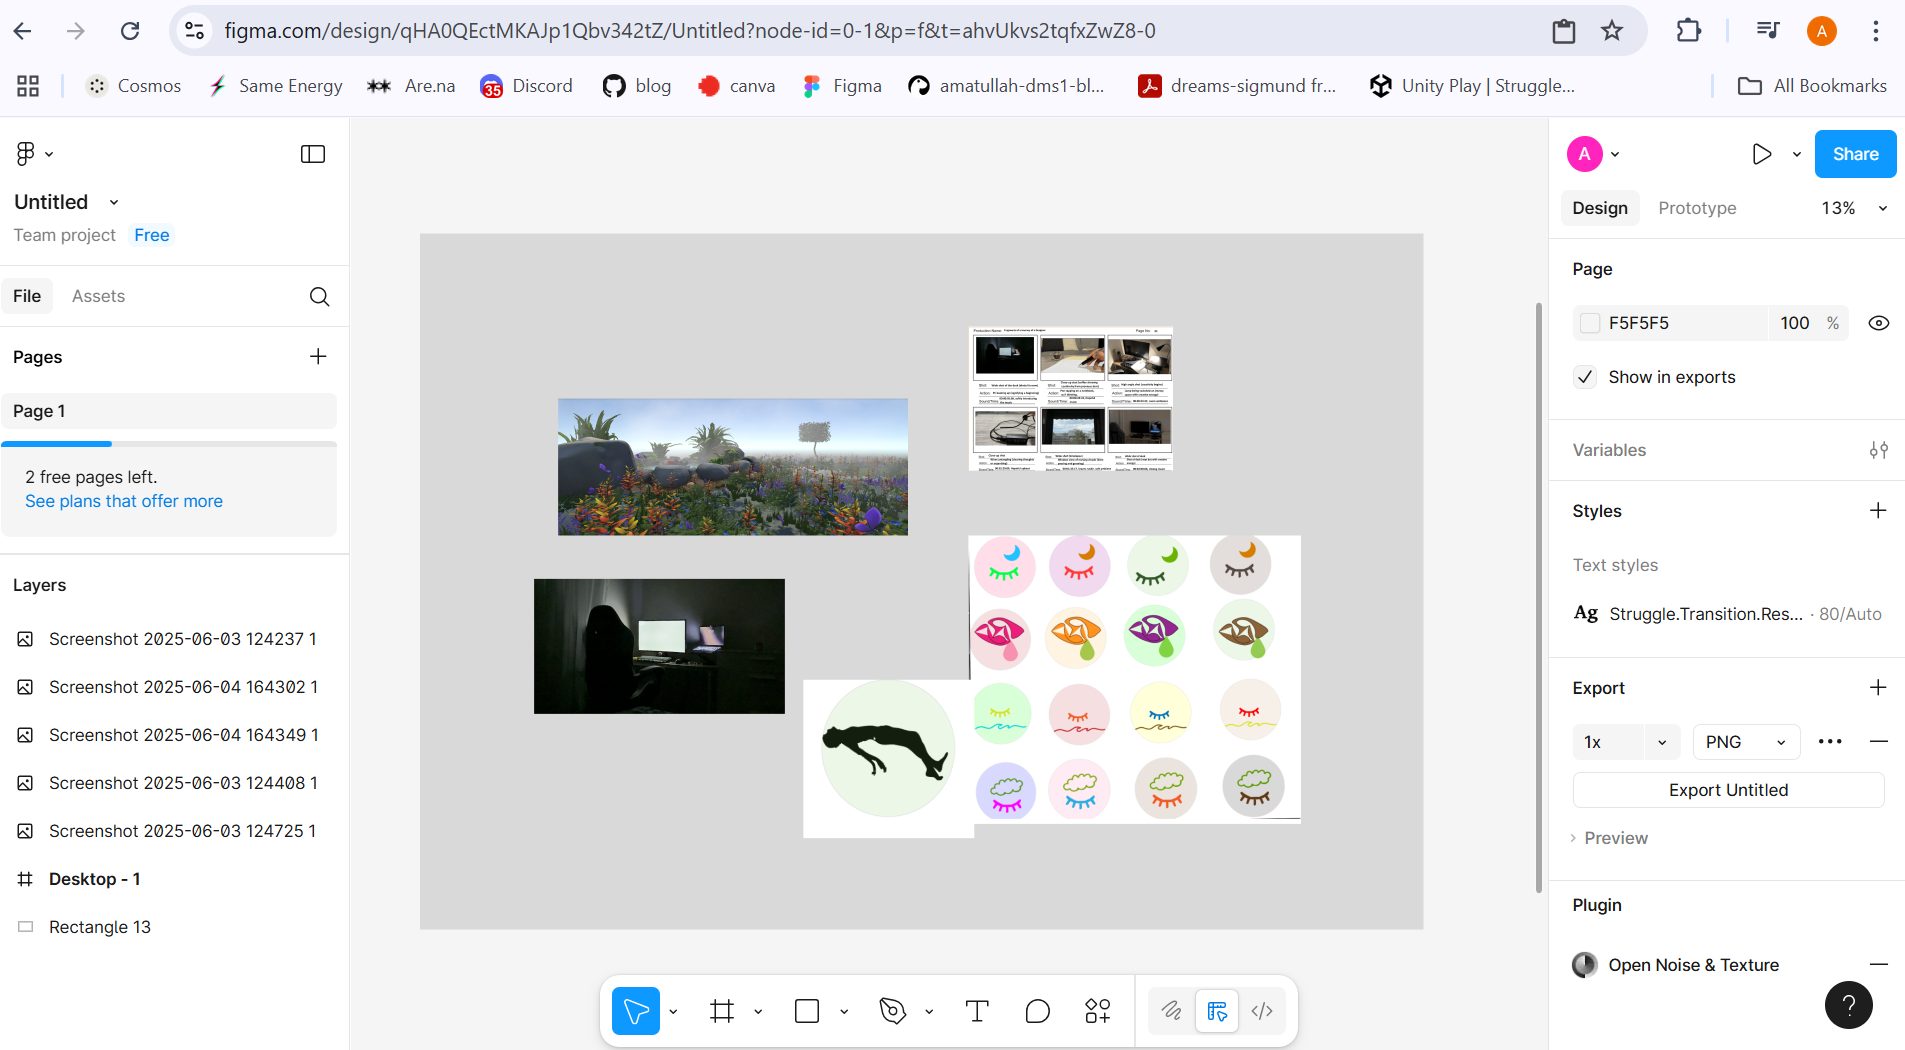 figma.com/design/qHA0QEctMKAJp1Qbv342tZ/Untitled?node-id=0-1&p=f&t=ahvUkvs2tqfxZwZ8-0
A
Cosmos
Same Energy
Are.na
35
Discord
blog
canva
Figma
amatullah-dms1-bl...
dreams-sigmund fr...
Unity Play | Struggle...
All Bookmarks
Untitled
Team project Free
File Assets
Pages
Page 1
2 free pages left.
See plans that offer more
Layers
Screenshot 2025-06-03 124237 1
Screenshot 2025-06-04 164302 1
Screenshot 2025-06-04 164349 1
Screenshot 2025-06-03 124408 1
Screenshot 2025-06-03 124725 1
Desktop - 1
Rectangle 13
Production Name:
Page No:
A
Share
Design Prototype 13%
Page
F5F5F5 100 %
Show in exports
Variables
Styles
Text styles
Ag Struggle.Transition.Res... · 80/Auto
Export
1x PNG
Export Untitled
Preview
Plugin
Open Noise & Texture
?